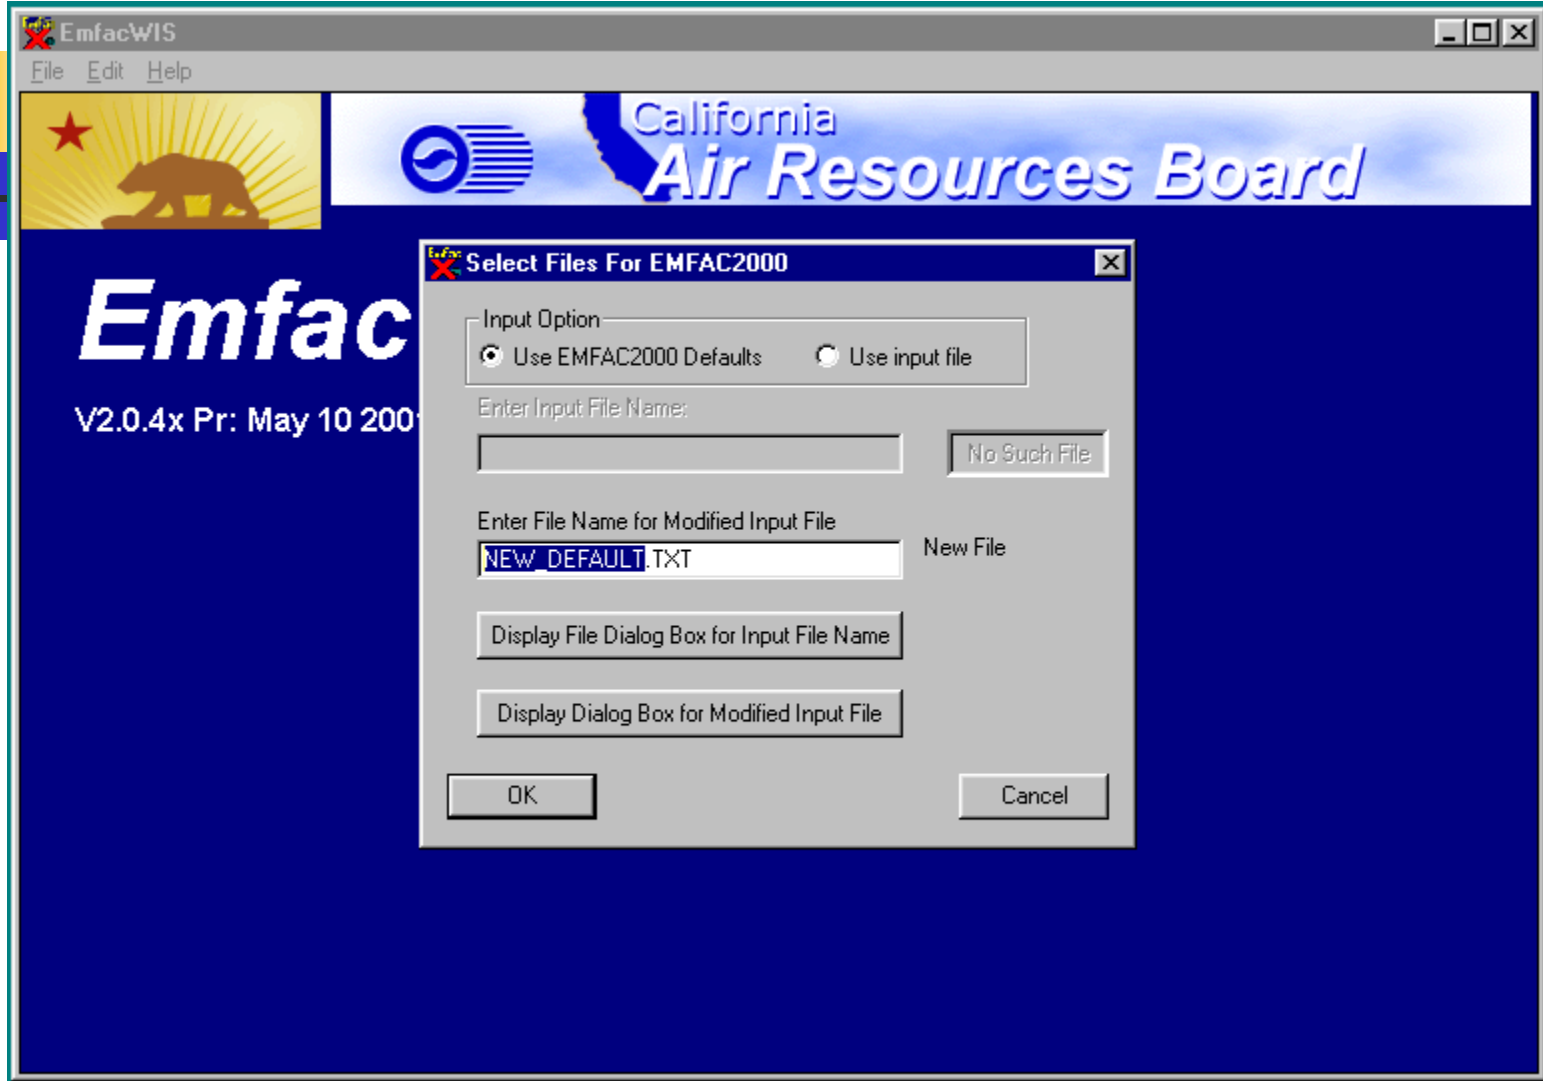 EmfacWIS
File Edit Help
California
Air Resources Board
Emfac
V2.0.4x Pr: May 10 200
Select Files For EMFAC2000
Input Option
Use EMFAC2000 Defaults Use input file
Enter Input File Name:
No Such File
Enter File Name for Modified Input File
NEW_DEFAULT.TXT
New File
Display File Dialog Box for Input File Name
Display Dialog Box for Modified Input File
OK Cancel